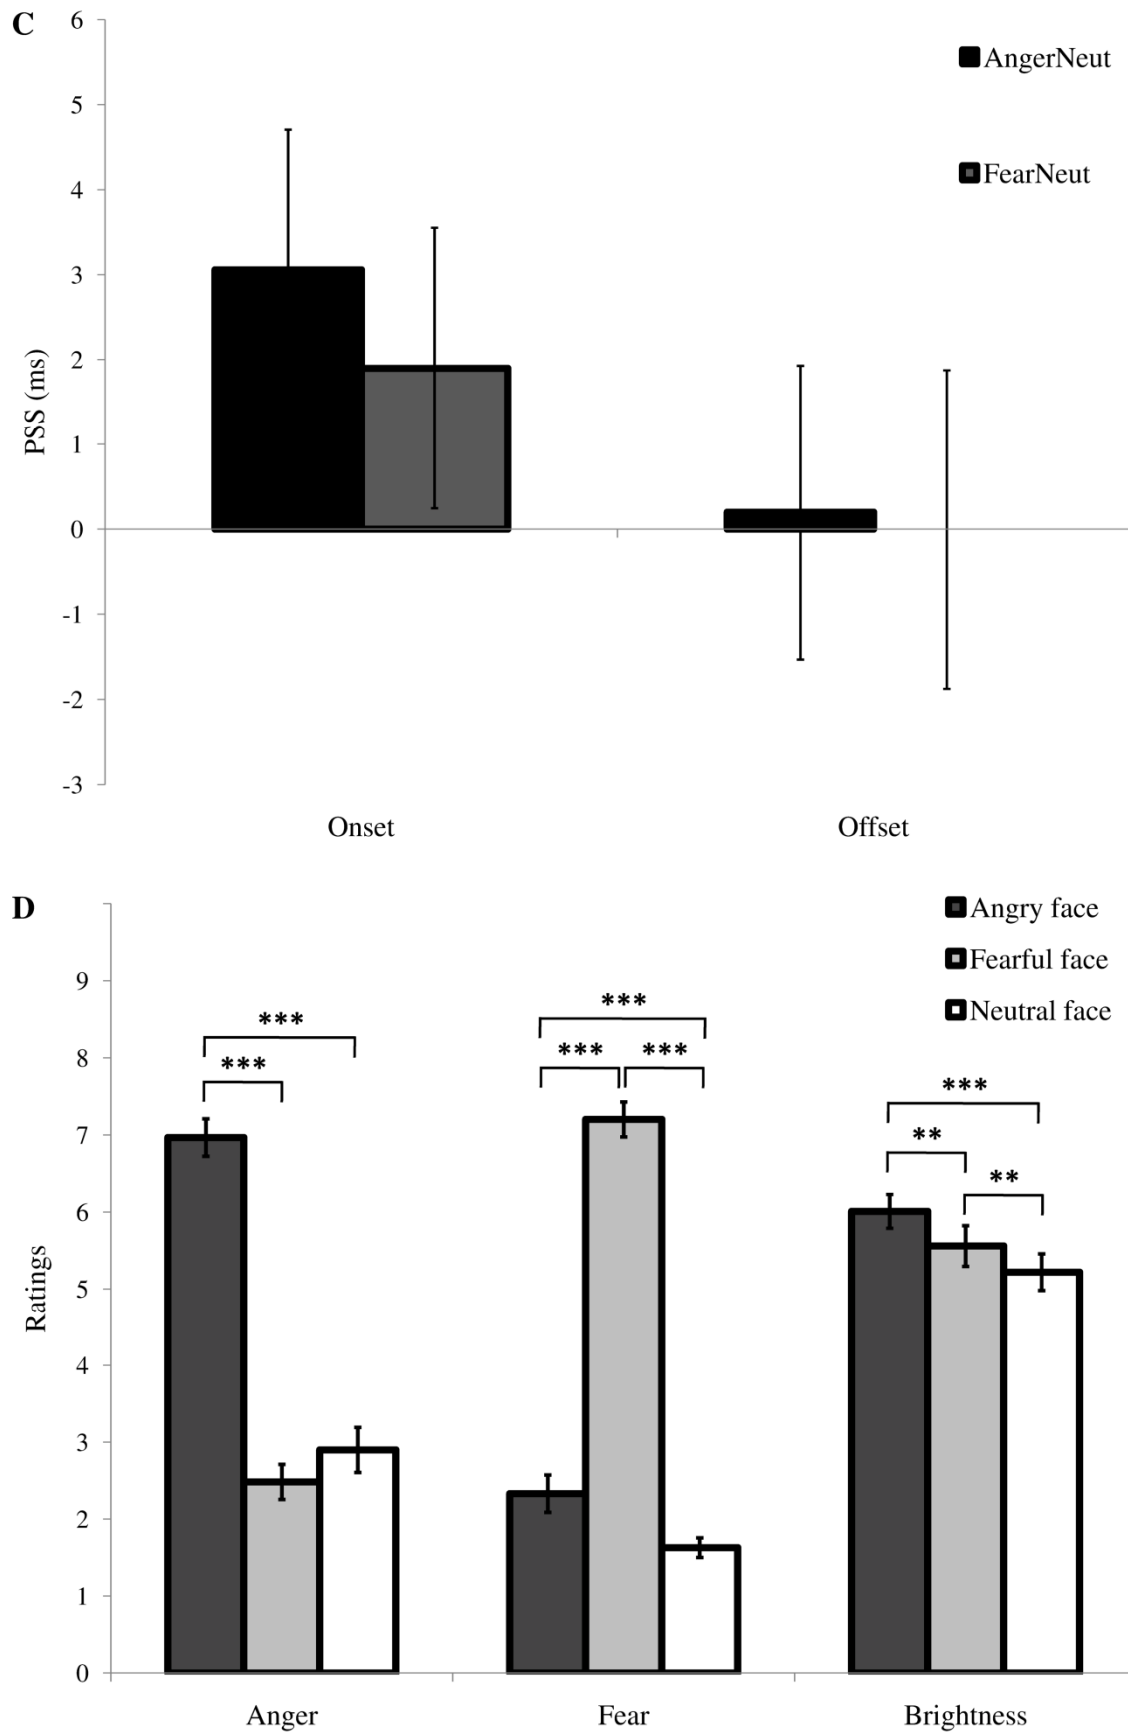 C
6
5
4
3
2
1
0
-1
-2
-3
PSS (ms)
AngerNeut
FearNeut
Onset Offset
D
9
8
7
6
5
4
3
2
1
0
Ratings
Angry face
Fearful face
Neutral face
*** ***
*** *** ***
*** ** **
Anger Fear Brightness